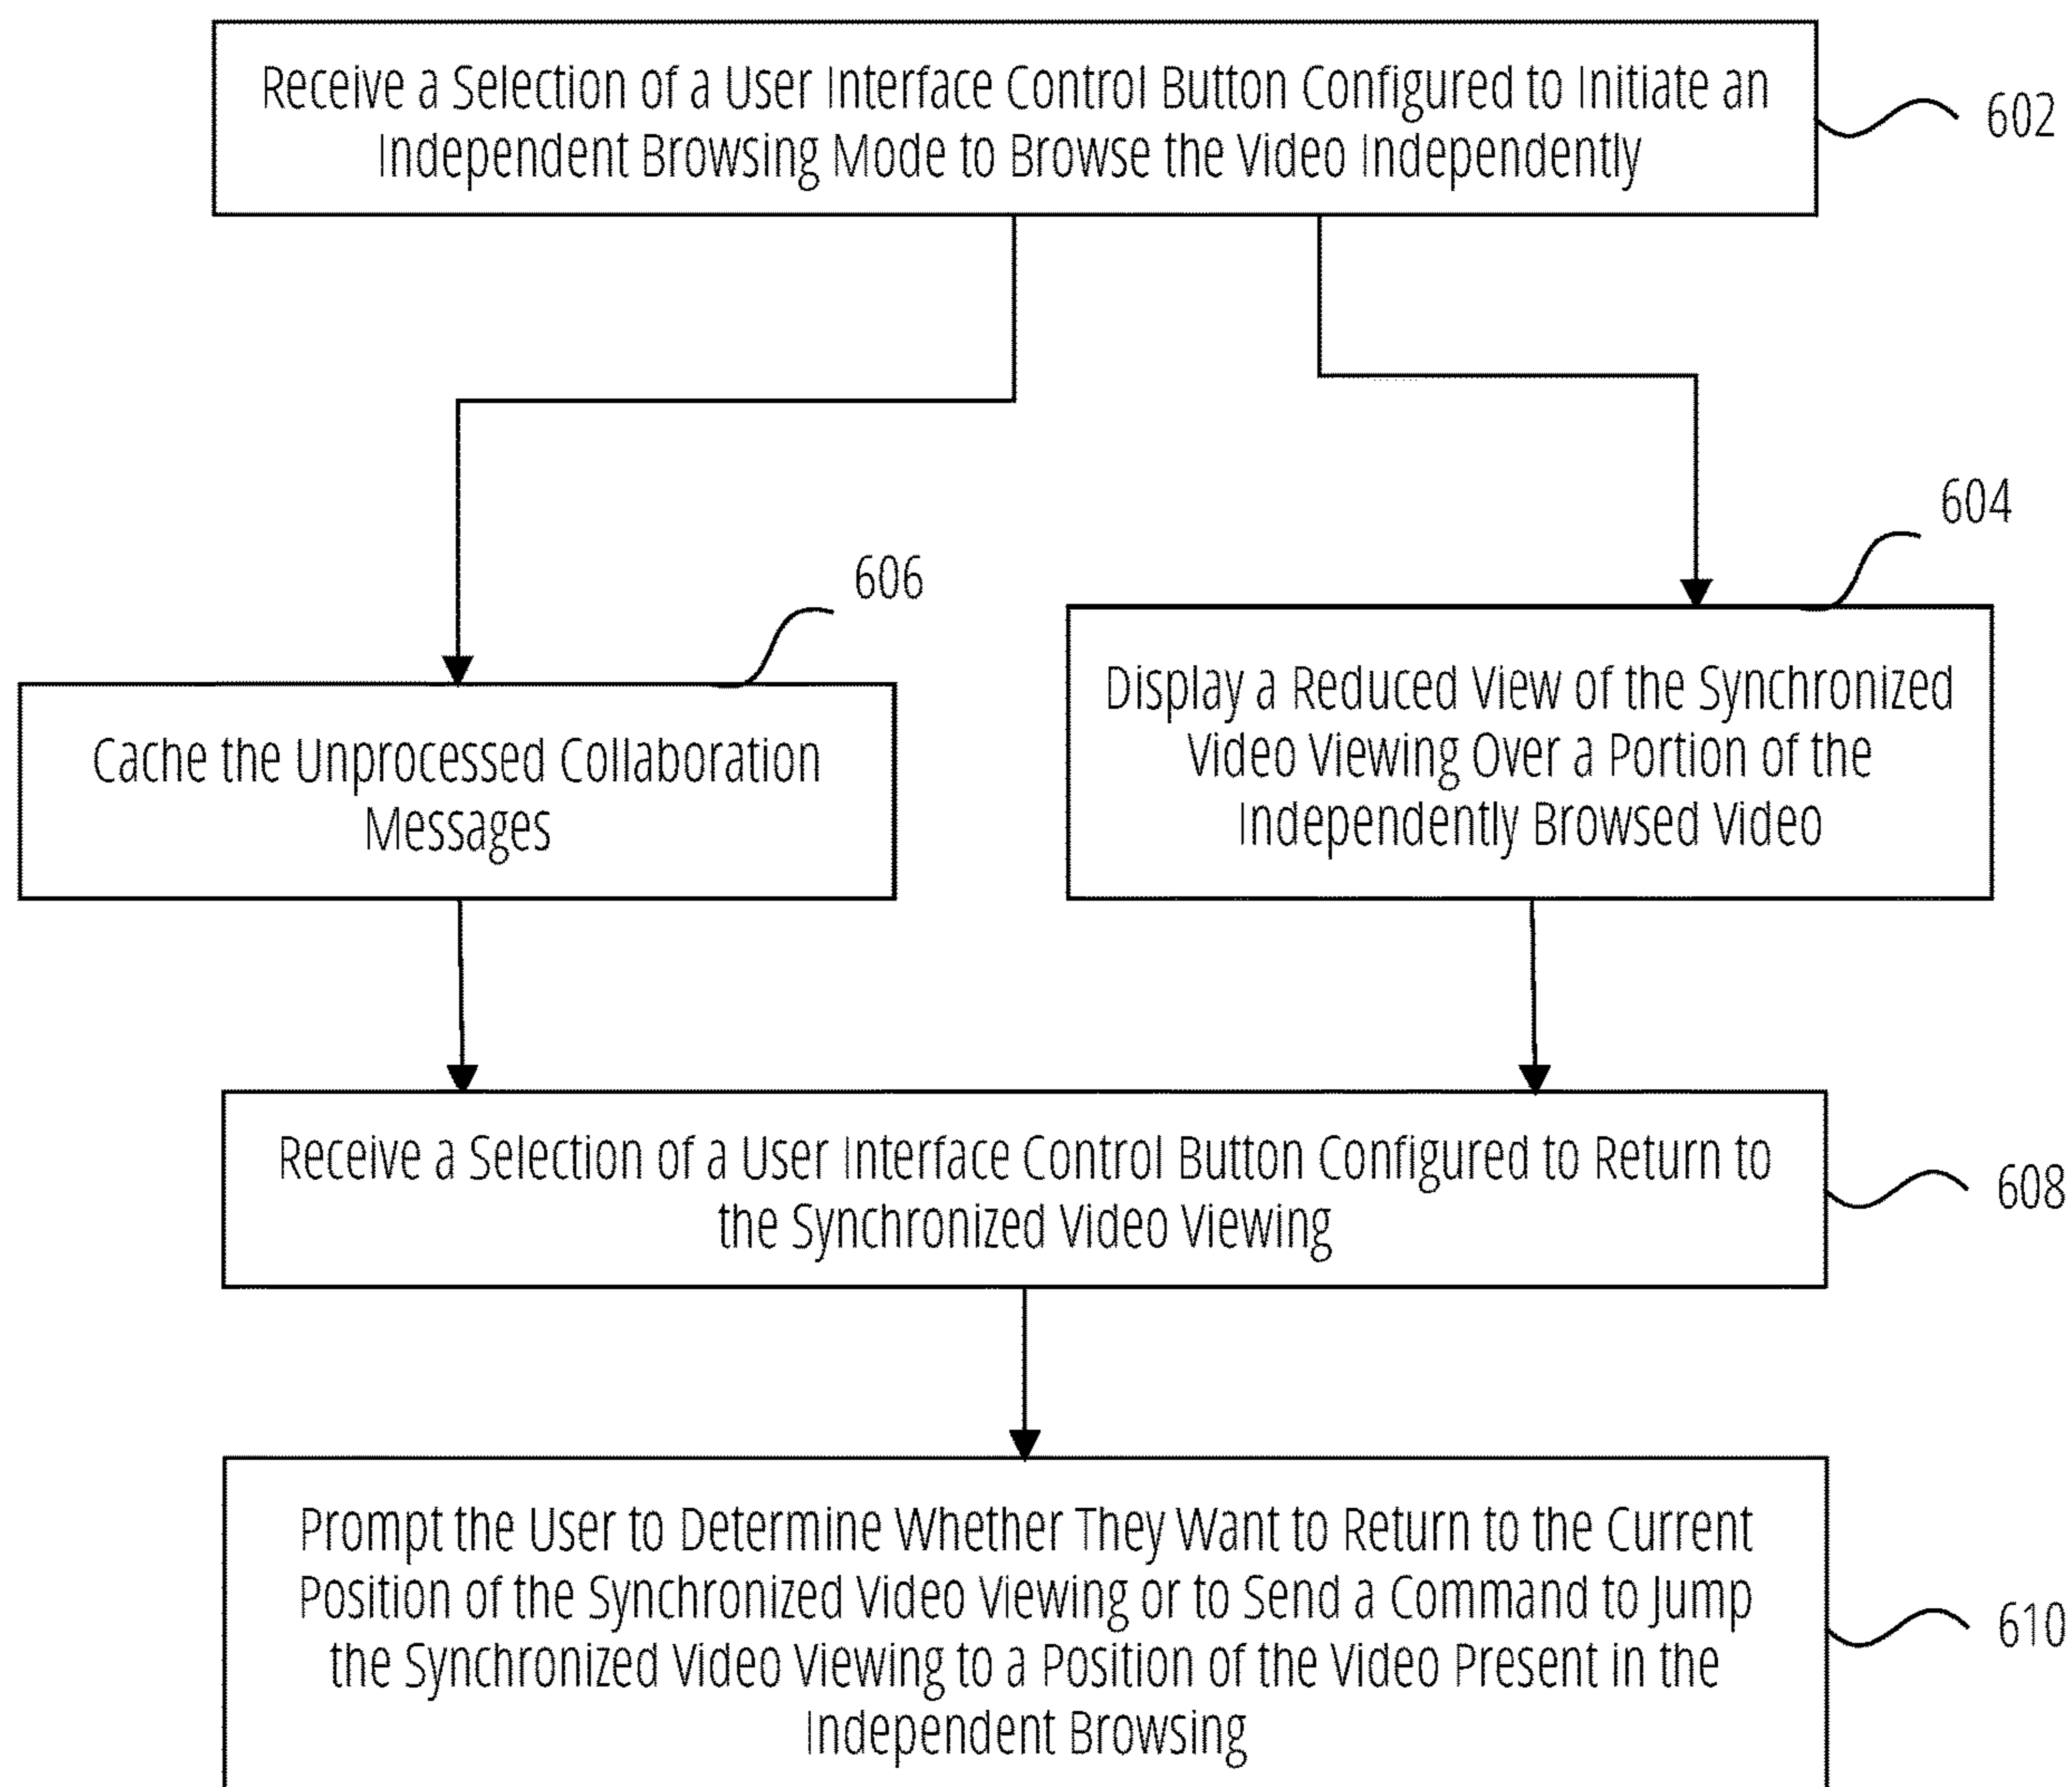 Receive a Selection of a User Interface Control Button Configured to Initiate an
Independent Browsing Mode to Browse the Video Independently
602
604
606
Display a Reduced View of the Synchronized
Video Viewing Over a Portion of the
Independently Browsed Video
Cache the Unprocessed Collaboration
Messages
Receive a Selection of a User Interface Control Button Configured to Return to
the Synchronized Video Viewing
608
Prompt the User to Determine Whether They Want to Return to the Current
Position of the Synchronized Video Viewing or to Send a Command to Jump
the Synchronized Video Viewing to a Position of the Video Present in the
Independent Browsing
610